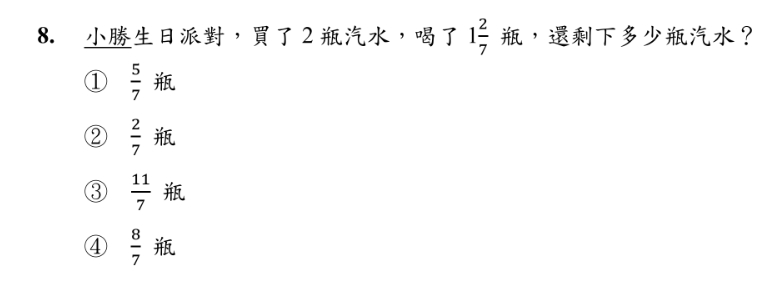 8. 小勝生日派對，買了 2 瓶汽水，喝了 1 2/7 瓶，還剩下多少瓶汽水？
① 5/7 瓶
② 2/7 瓶
③ 11/7 瓶
④ 8/7 瓶